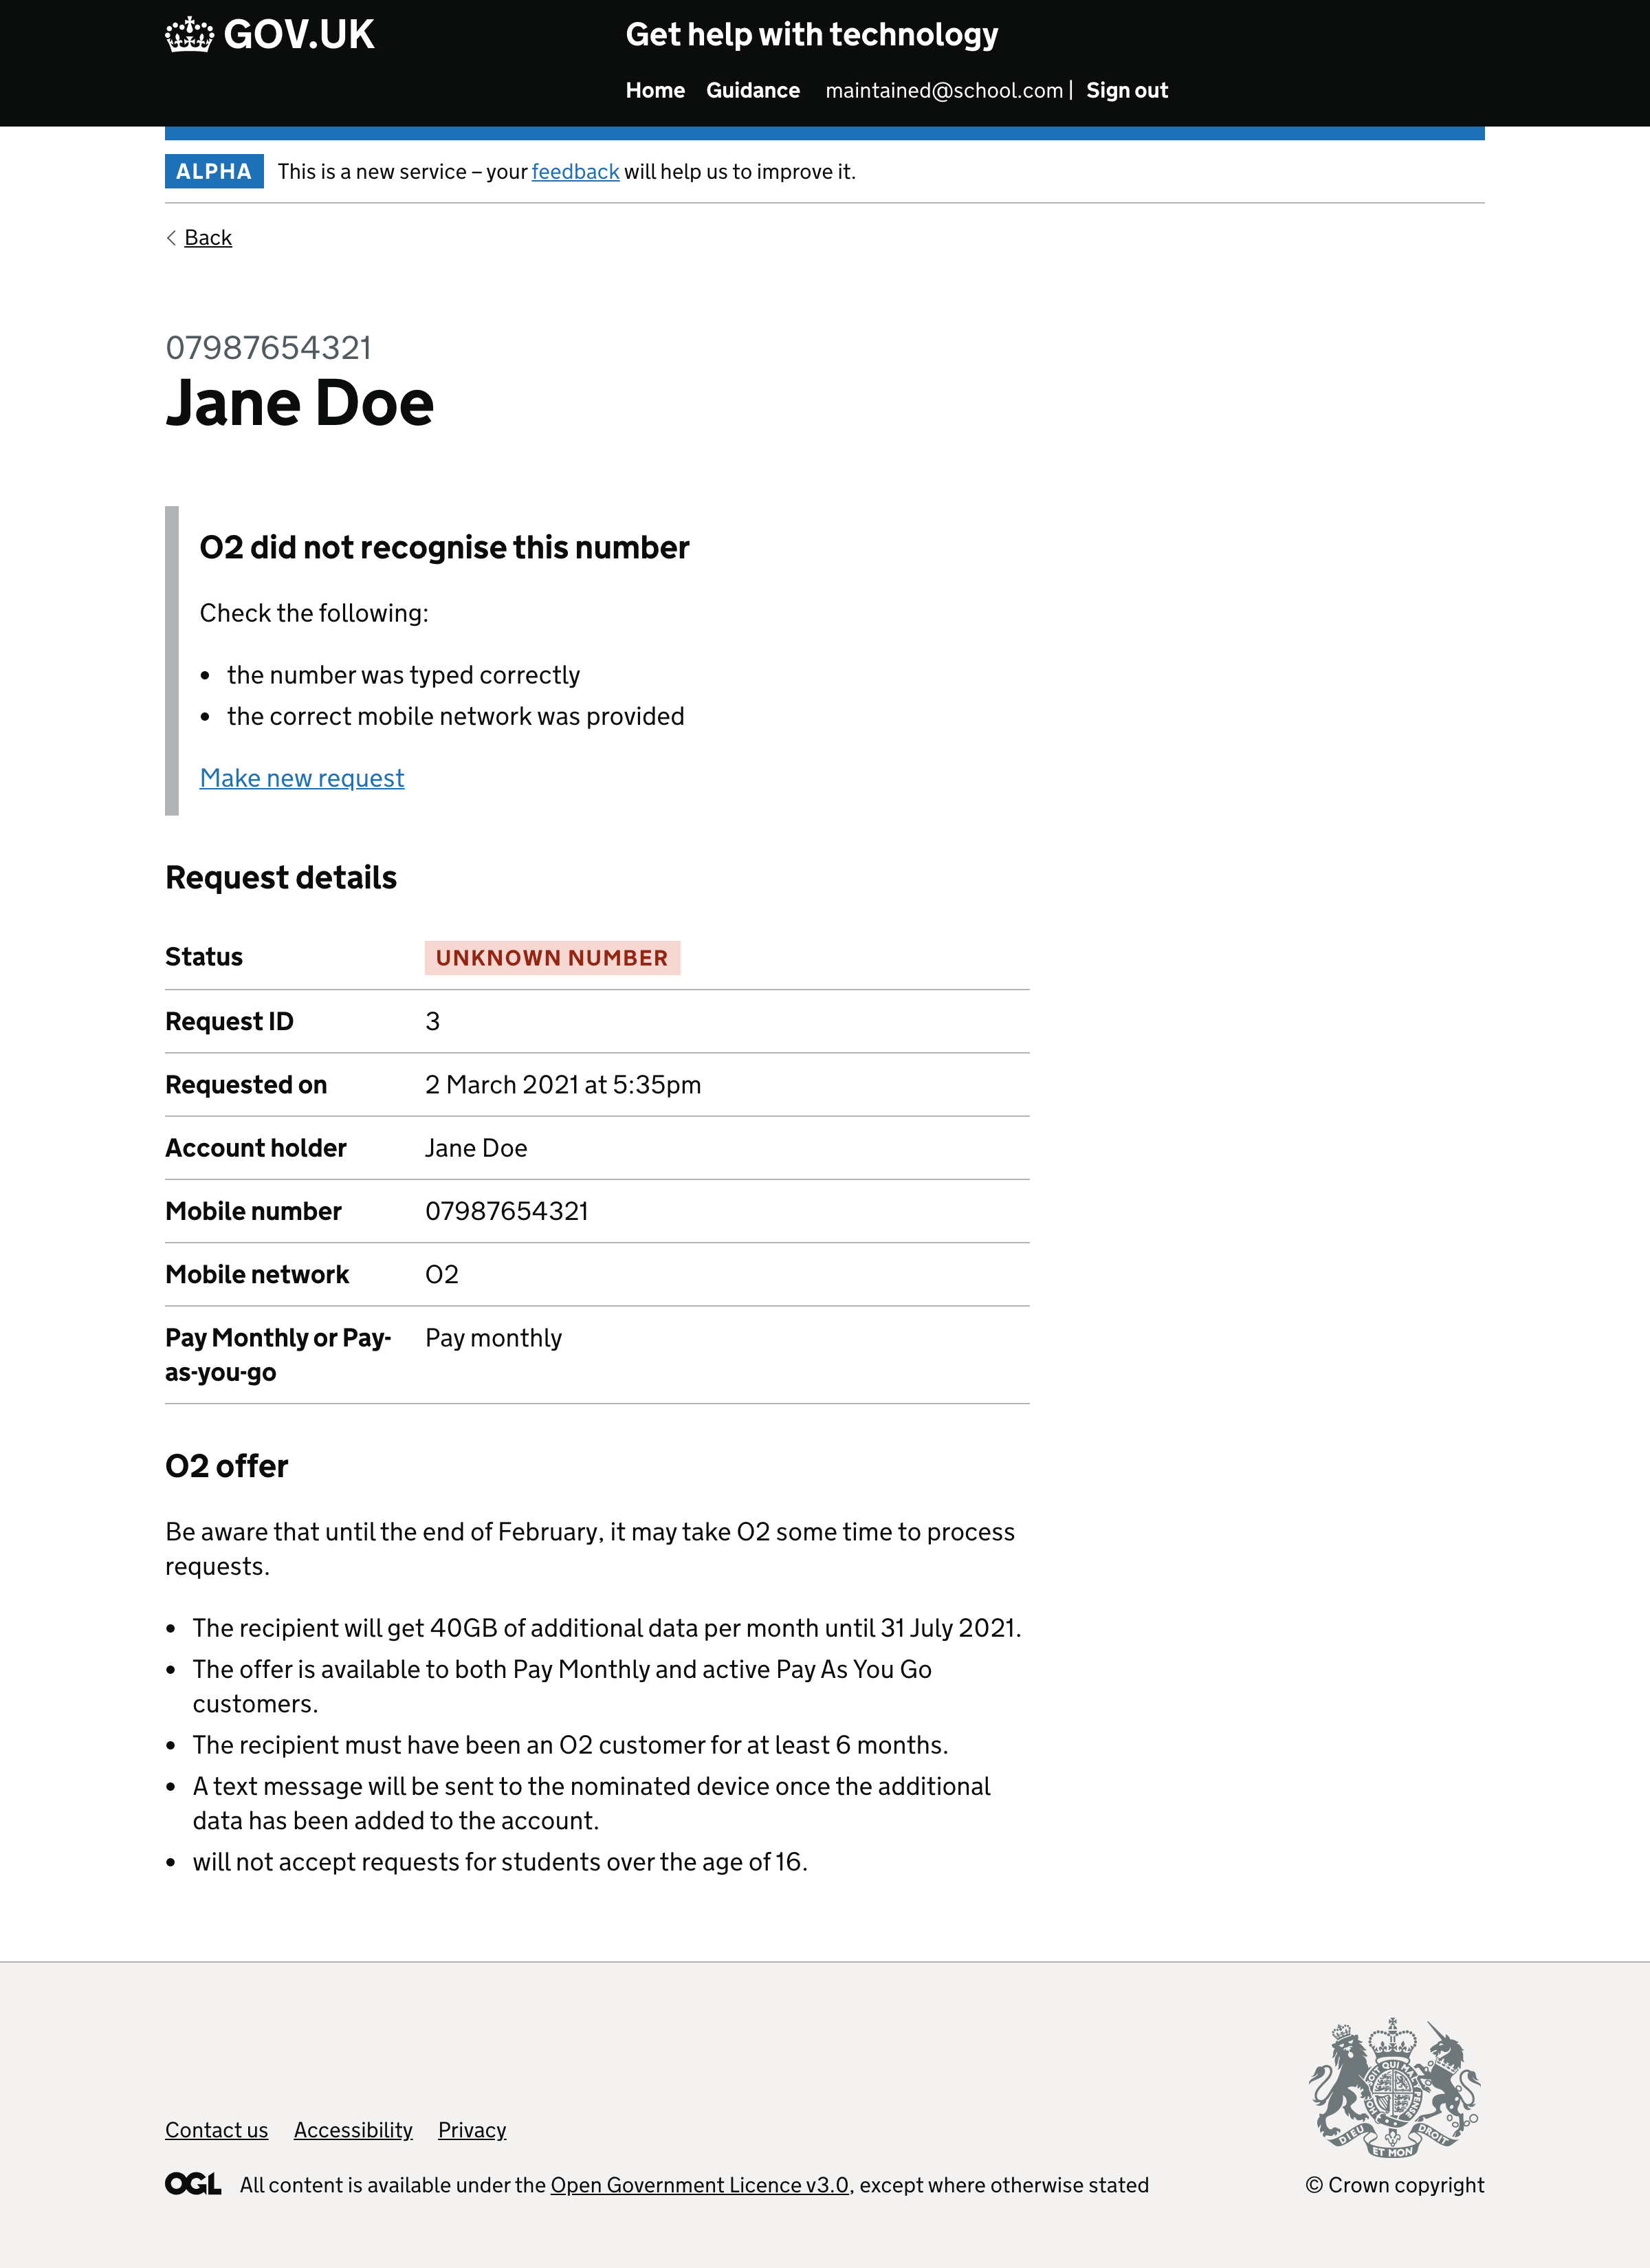 GOV.UK
Get help with technology
Home Guidance maintained@school.com | Sign out
ALPHA This is a new service – your feedback will help us to improve it.
Back
07987654321
Jane Doe
O2 did not recognise this number
Check the following:
• the number was typed correctly
• the correct mobile network was provided
Make new request
Request details
Status UNKNOWN NUMBER
Request ID 3
Requested on 2 March 2021 at 5:35pm
Account holder Jane Doe
Mobile number 07987654321
Mobile network O2
Pay Monthly or Pay-
as-you-go Pay monthly
O2 offer
Be aware that until the end of February, it may take O2 some time to process
requests.
• The recipient will get 40GB of additional data per month until 31 July 2021.
• The offer is available to both Pay Monthly and active Pay As You Go
customers.
• The recipient must have been an O2 customer for at least 6 months.
• A text message will be sent to the nominated device once the additional
data has been added to the account.
• will not accept requests for students over the age of 16.
DIEU ET MON DROIT
Contact us Accessibility Privacy
OGL All content is available under the Open Government Licence v3.0, except where otherwise stated
© Crown copyright